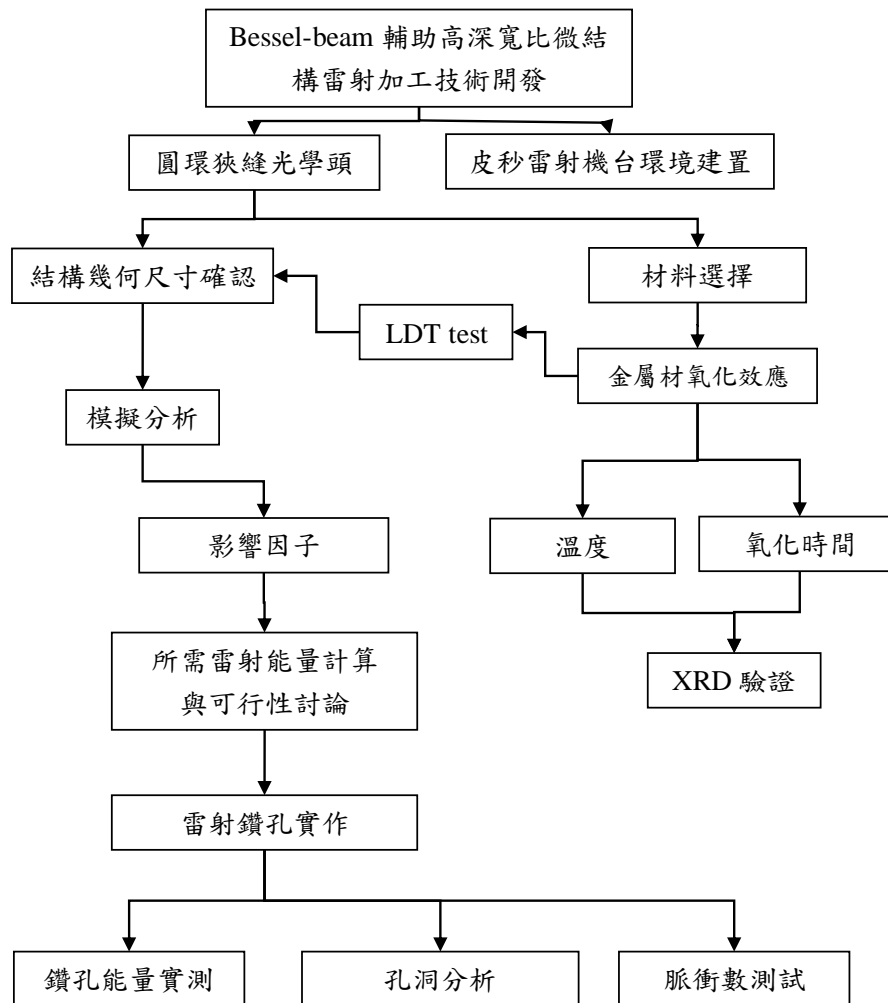 Bessel-beam 輔助高深寬比微結
構雷射加工技術開發
圓環狹縫光學頭
皮秒雷射機台環境建置
結構幾何尺寸確認
材料選擇
LDT test
金屬材氧化效應
模擬分析
影響因子
溫度
氧化時間
所需雷射能量計算
與可行性討論
XRD 驗證
雷射鑽孔實作
鑽孔能量實測
孔洞分析
脈衝數測試